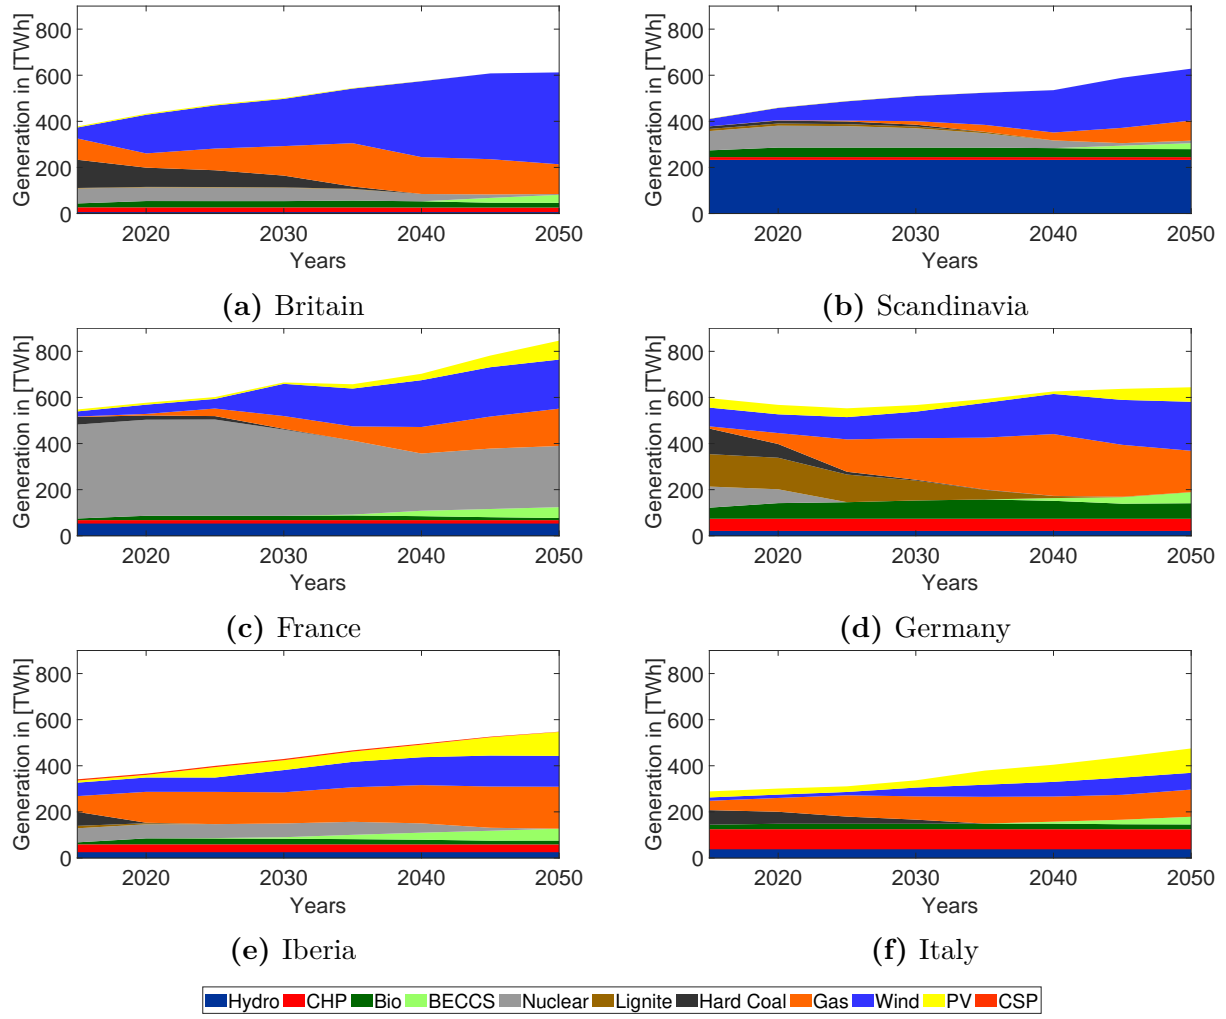 Generation in [TWh]
800
600
400
200
0
2020 2030 2040 2050
Years
(a) Britain
Generation in [TWh]
800
600
400
200
0
2020 2030 2040 2050
Years
(b) Scandinavia
Generation in [TWh]
800
600
400
200
0
2020 2030 2040 2050
Years
(c) France
Generation in [TWh]
800
600
400
200
0
2020 2030 2040 2050
Years
(d) Germany
Generation in [TWh]
800
600
400
200
0
2020 2030 2040 2050
Years
(e) Iberia
Generation in [TWh]
800
600
400
200
0
2020 2030 2040 2050
Years
(f) Italy
Hydro CHP Bio BECCS Nuclear Lignite Hard Coal Gas Wind PV CSP